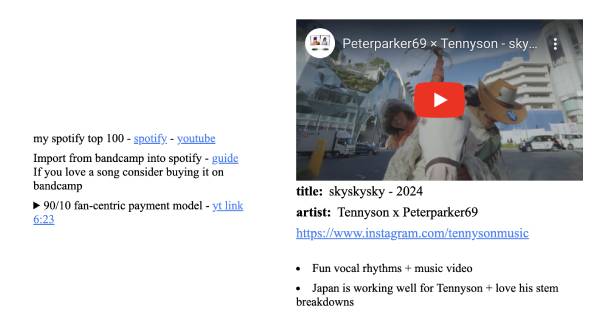 my spotify top 100 - spotify - youtube
Import from bandcamp into spotify - guide
If you love a song consider buying it on
bandcamp
▶ 90/10 fan-centric payment model - yt link
6:23
Peterparker69 × Tennyson - sky...
title: skyskysky - 2024
artist: Tennyson x Peterparker69
https://www.instagram.com/tennysonmusic
• Fun vocal rhythms + music video
• Japan is working well for Tennyson + love his stem
breakdowns